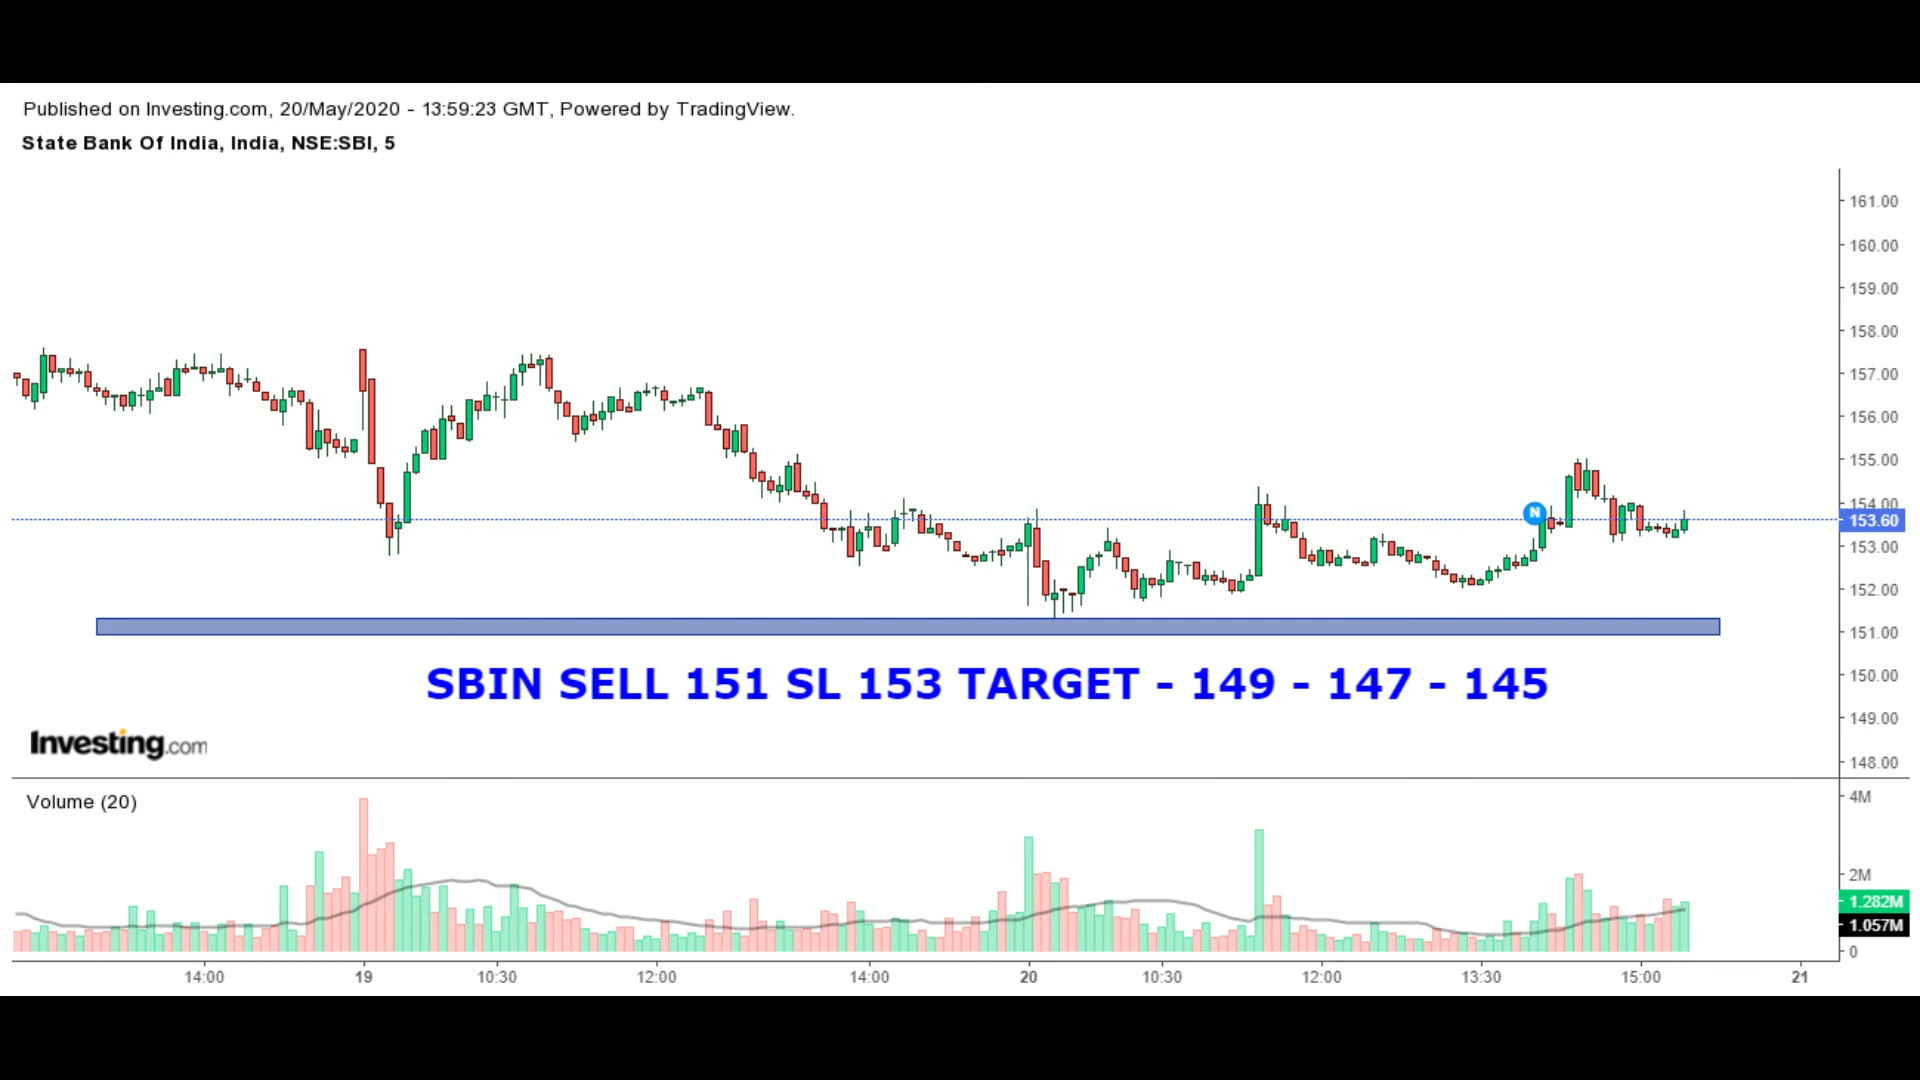 Published on Investing.com, 20/May/2020 - 13:59:23 GMT, Powered by TradingView.
State Bank Of India, India, NSE:SBI, 5
161.00
160.00
159.00
158.00
157.00
156.00
155.00
154.00
N
153.60
153.00
152.00
151.00
SBIN SELL 151 SL 153 TARGET - 149 - 147 - 145
150.00
149.00
Investing.com
148.00
Volume (20)
4M
2M
1.282M
1.057M
0
14:00 19 10:30 12:00 14:00 20 10:30 12:00 13:30 15:00 21